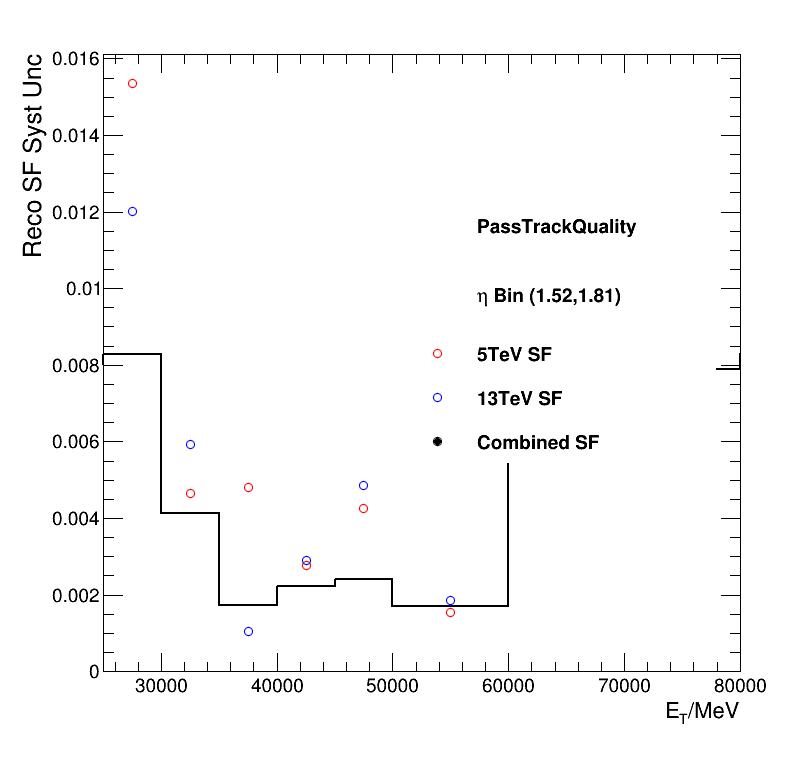 Reco SF Syst Unc
0.016
0.014
0.012
0.01
0.008
0.006
0.004
0.002
0
PassTrackQuality
η Bin (1.52,1.81)
5TeV SF
13TeV SF
Combined SF
30000 40000 50000 60000 70000 80000
E_T/MeV